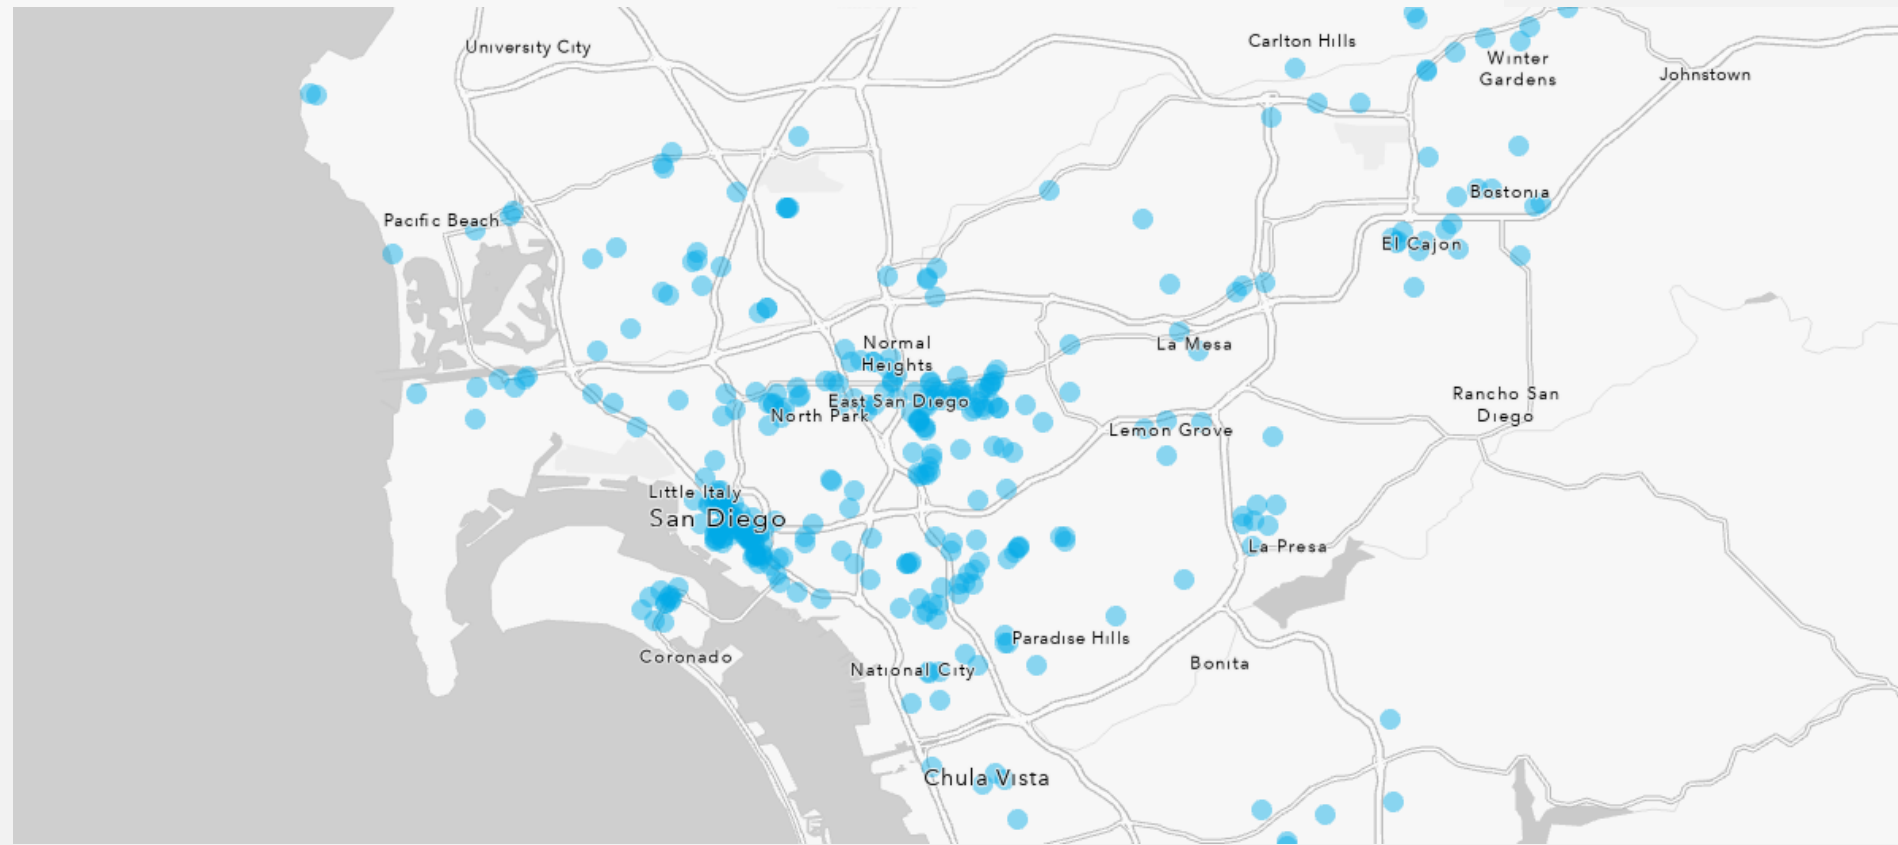 University City
Carlton Hills
Winter
Gardens
Johnstown
Pacific Beach
Bostonia
El Cajon
Normal
Heights
La Mesa
East San Diego
North Park
Rancho San
Diego
Lemon Grove
Little Italy
San Diego
La Presa
Paradise Hills
Coronado
National City
Bonita
Chula Vista